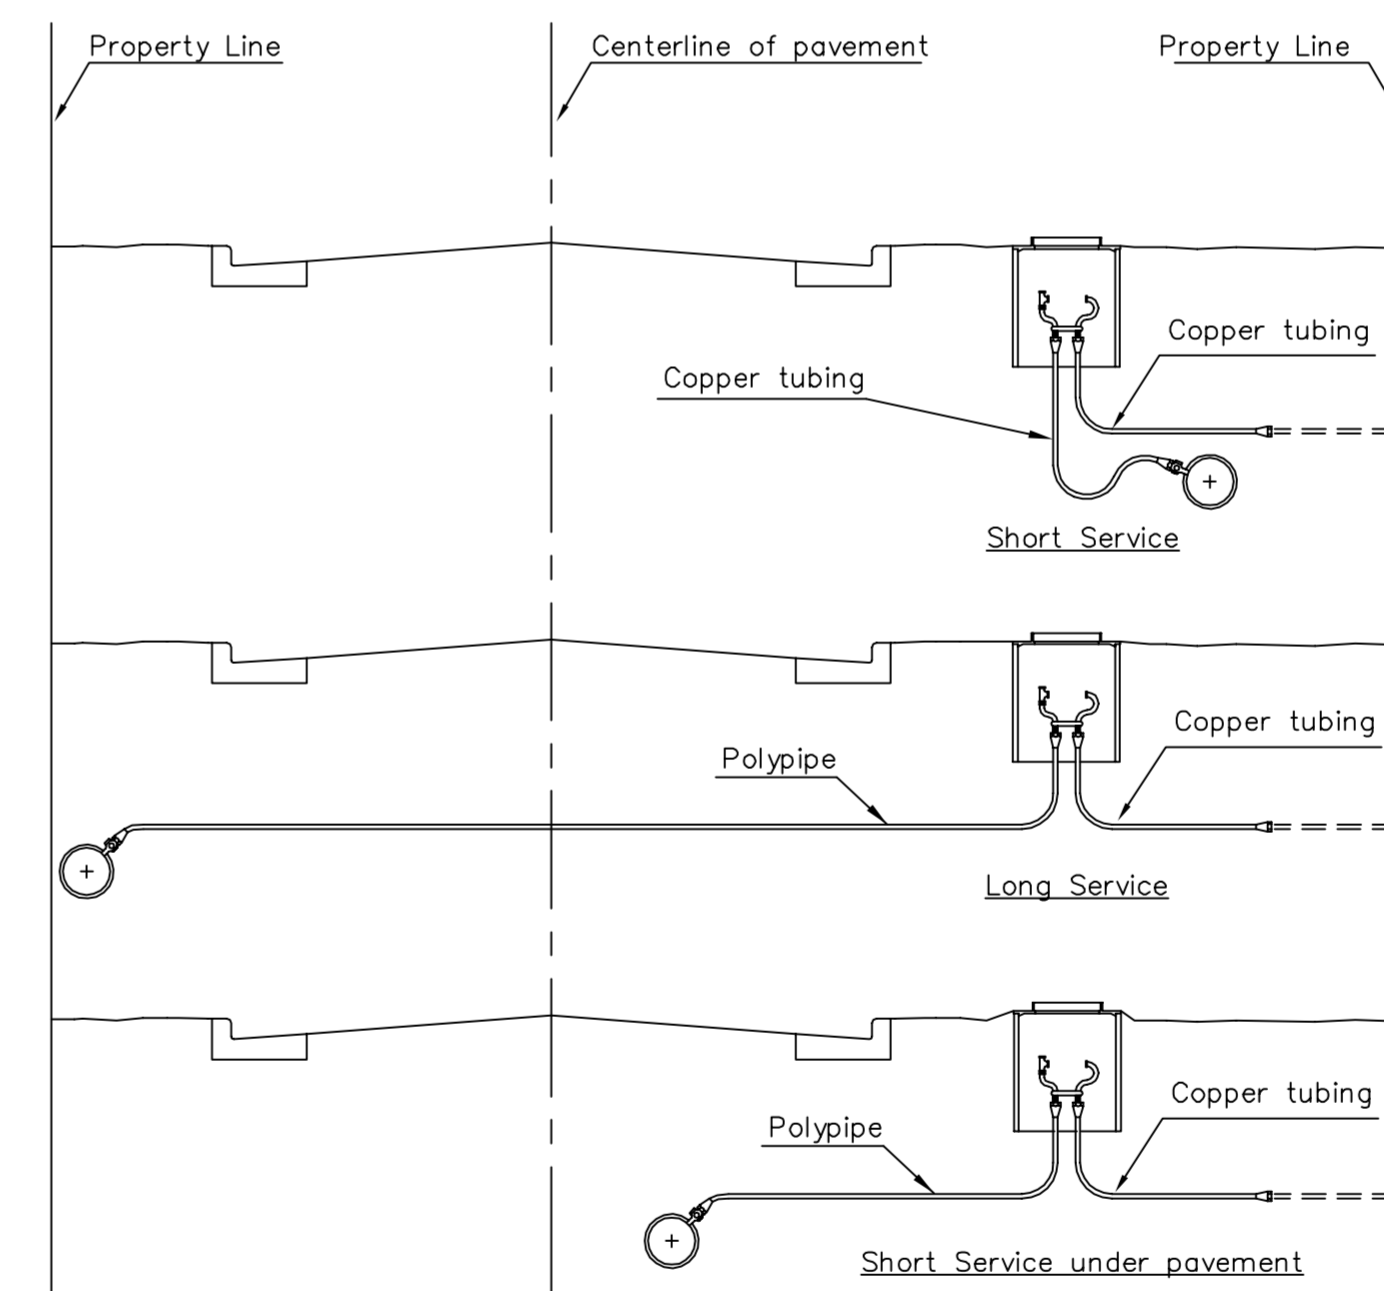 Property Line
Centerline of pavement
Property Line
Copper tubing
Copper tubing
Short Service
Copper tubing
Polypipe
Long Service
Copper tubing
Polypipe
Short Service under pavement